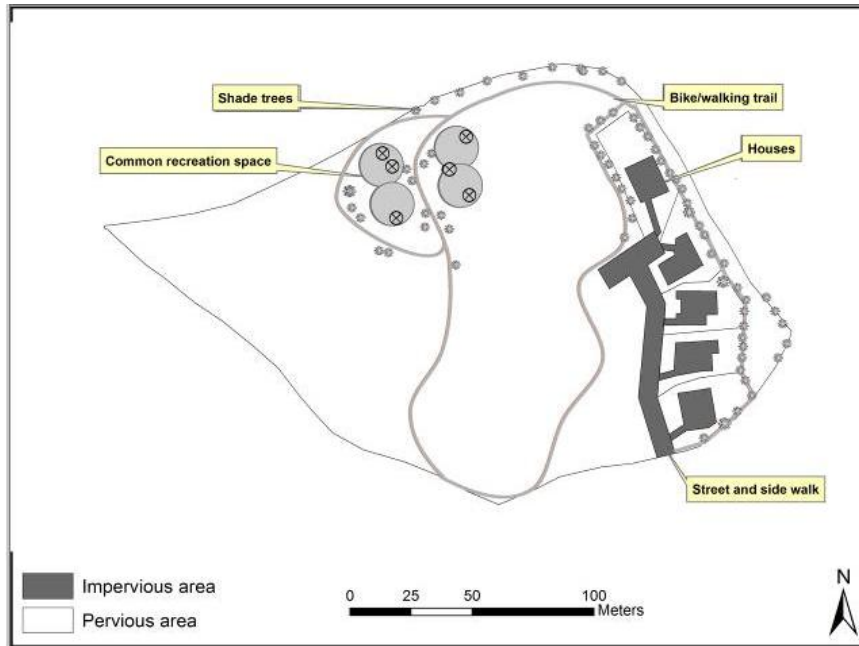 Shade trees
Bike/walking trail
Common recreation space
Houses
Street and side walk
Impervious area
Pervious area
0 25 50 100
Meters
N